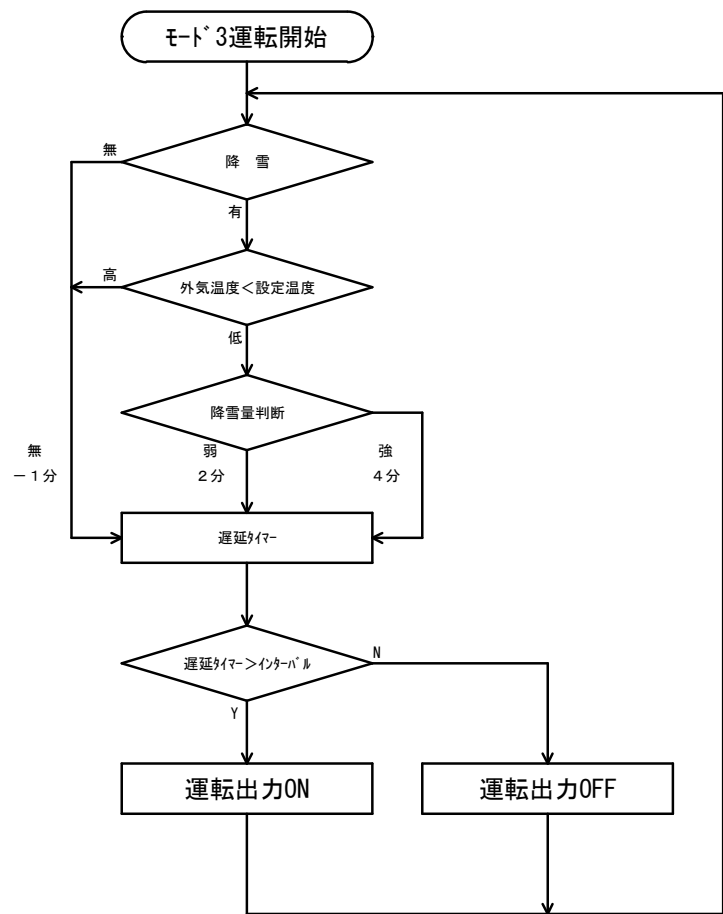 ﾓｰﾄﾞ3運転開始
無
降　雪
有
高
外気温度＜設定温度
低
降雪量判断
無
－１分
弱
２分
強
４分
遅延ﾀｲﾏｰ
遅延ﾀｲﾏｰ＞ｲﾝﾀｰﾊﾞﾙ
N
Y
運転出力ON
運転出力OFF